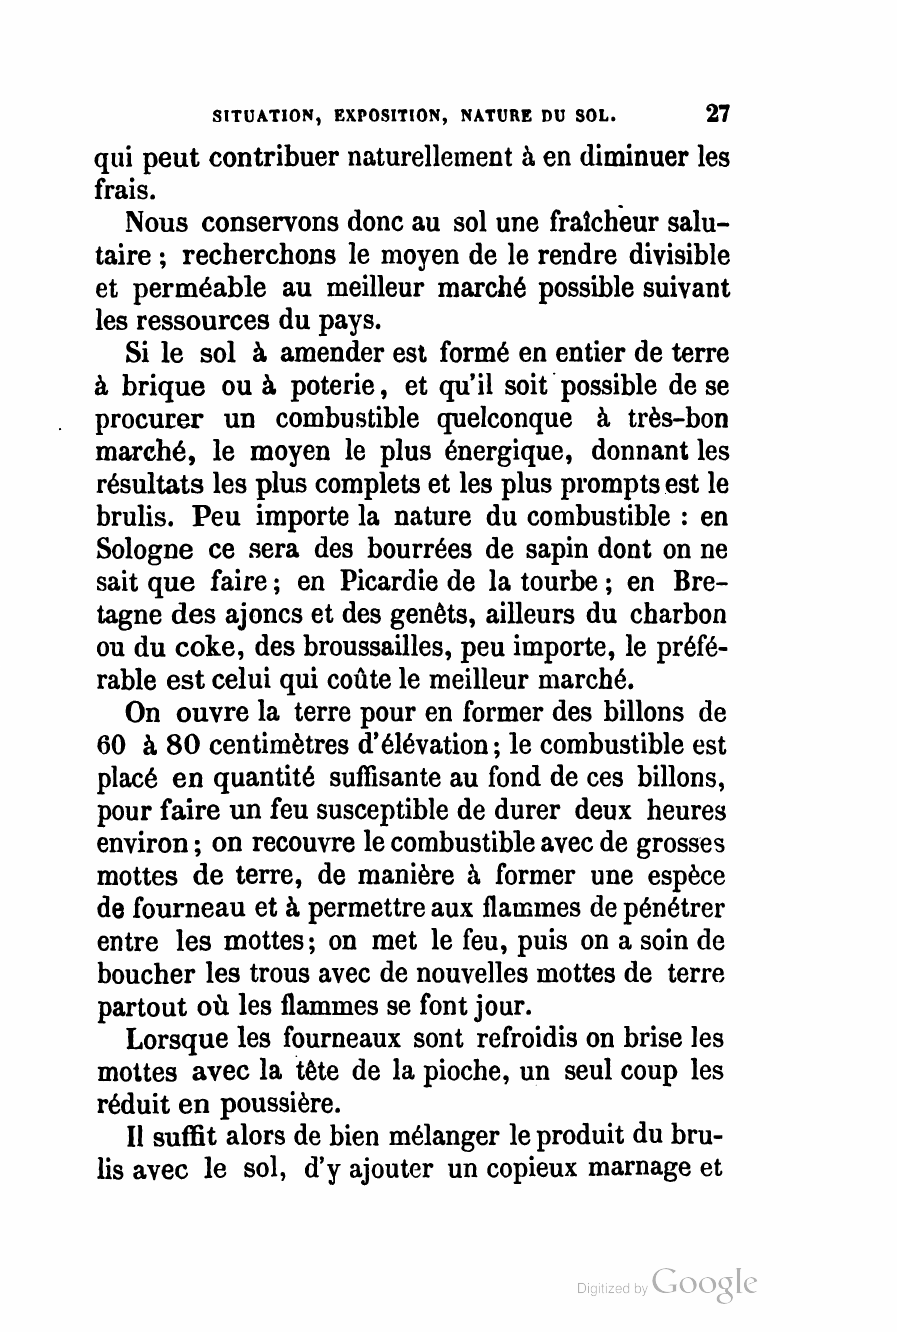 SITUATION, EXPOSITION, NATURE DU SOL. 27
qui peut contribuer naturellement à en diminuer les
frais.
Nous conservons donc au sol une fraîcheur salu-
taire ; recherchons le moyen de le rendre divisible
et perméable au meilleur marché possible suivant
les ressources du pays.
Si le sol à amender est formé en entier de terre
à brique ou à poterie, et qu'il soit possible de se
procurer un combustible quelconque à très-bon
marché, le moyen le plus énergique, donnant les
résultats les plus complets et les plus prompts est le
brulis. Peu importe la nature du combustible : en
Sologne ce sera des bourrées de sapin dont on ne
sait que faire ; en Picardie de la tourbe ; en Bre-
tagne des ajoncs et des genêts, ailleurs du charbon
ou du coke, des broussailles, peu importe, le préfé-
rable est celui qui coûte le meilleur marché.
On ouvre la terre pour en former des billons de
60 à 80 centimètres d'élévation ; le combustible est
placé en quantité suffisante au fond de ces billons,
pour faire un feu susceptible de durer deux heures
environ ; on recouvre le combustible avec de grosses
mottes de terre, de manière à former une espèce
de fourneau et à permettre aux flammes de pénétrer
entre les mottes ; on met le feu, puis on a soin de
boucher les trous avec de nouvelles mottes de terre
partout où les flammes se font jour.
Lorsque les fourneaux sont refroidis on brise les
mottes avec la tête de la pioche, un seul coup les
réduit en poussière.
Il suffit alors de bien mélanger le produit du bru-
lis avec le sol, d'y ajouter un copieux marnage et
Digitized by Google